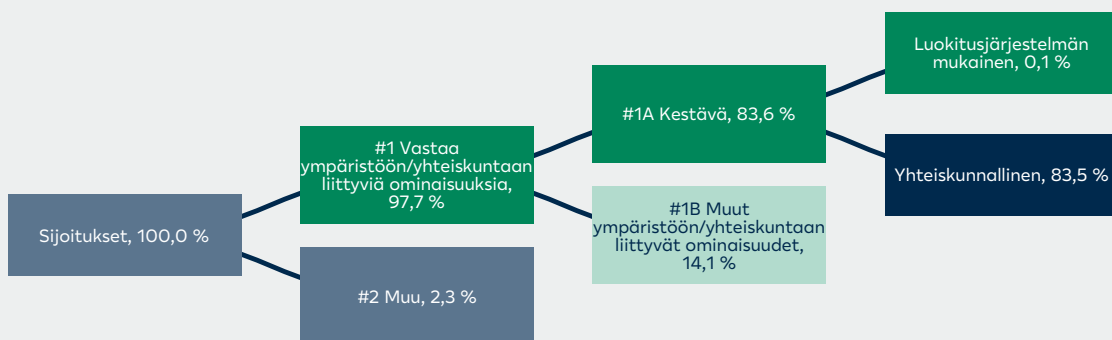 Sijoitukset, 100,0 %
#1 Vastaa
ympäristöön/yhteiskuntaan
liittyviä ominaisuuksia,
97,7 %
#2 Muu, 2,3 %
#1A Kestävä, 83,6 %
#1B Muut
ympäristöön/yhteiskuntaan
liittyvät ominaisuudet,
14,1 %
Luokitusjärjestelmän
mukainen, 0,1 %
Yhteiskunnallinen, 83,5 %